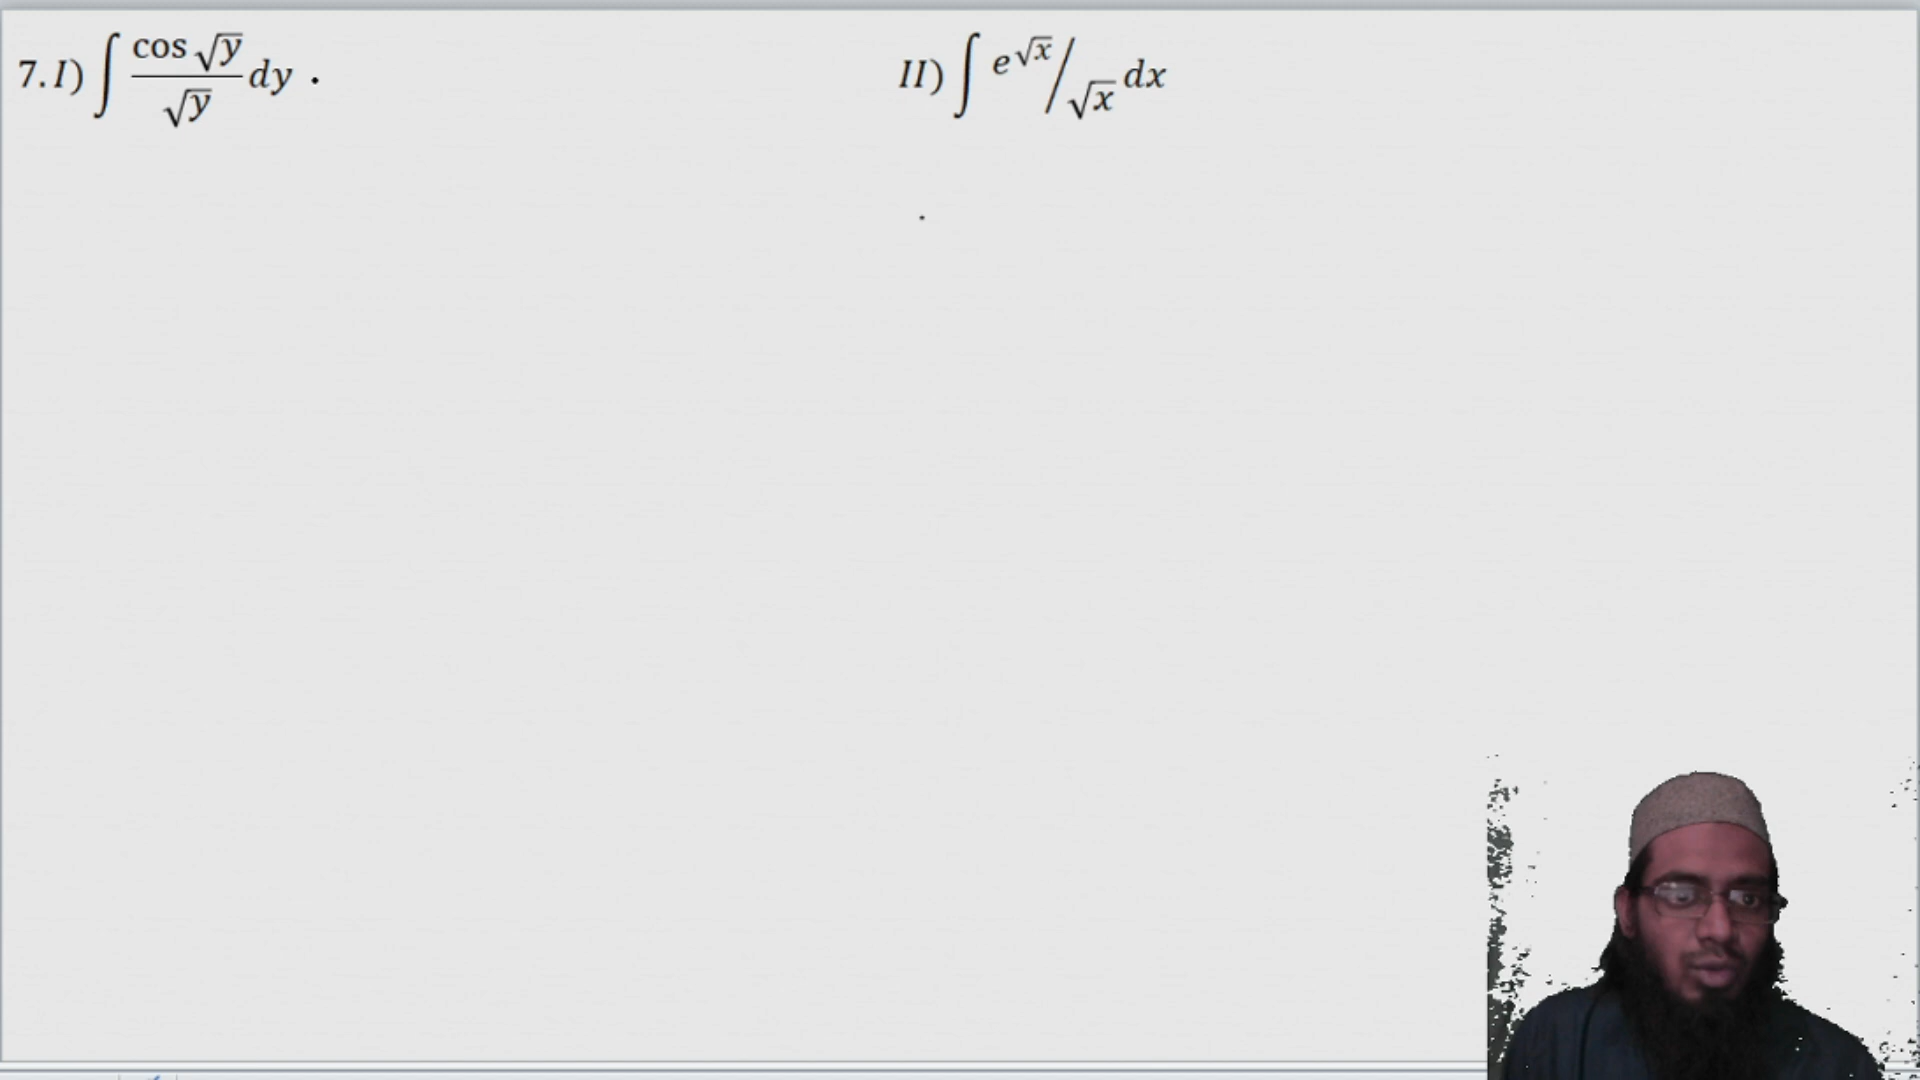 7. I) ∫ cos √y / √y dy .
II) ∫ e^√x / √x dx